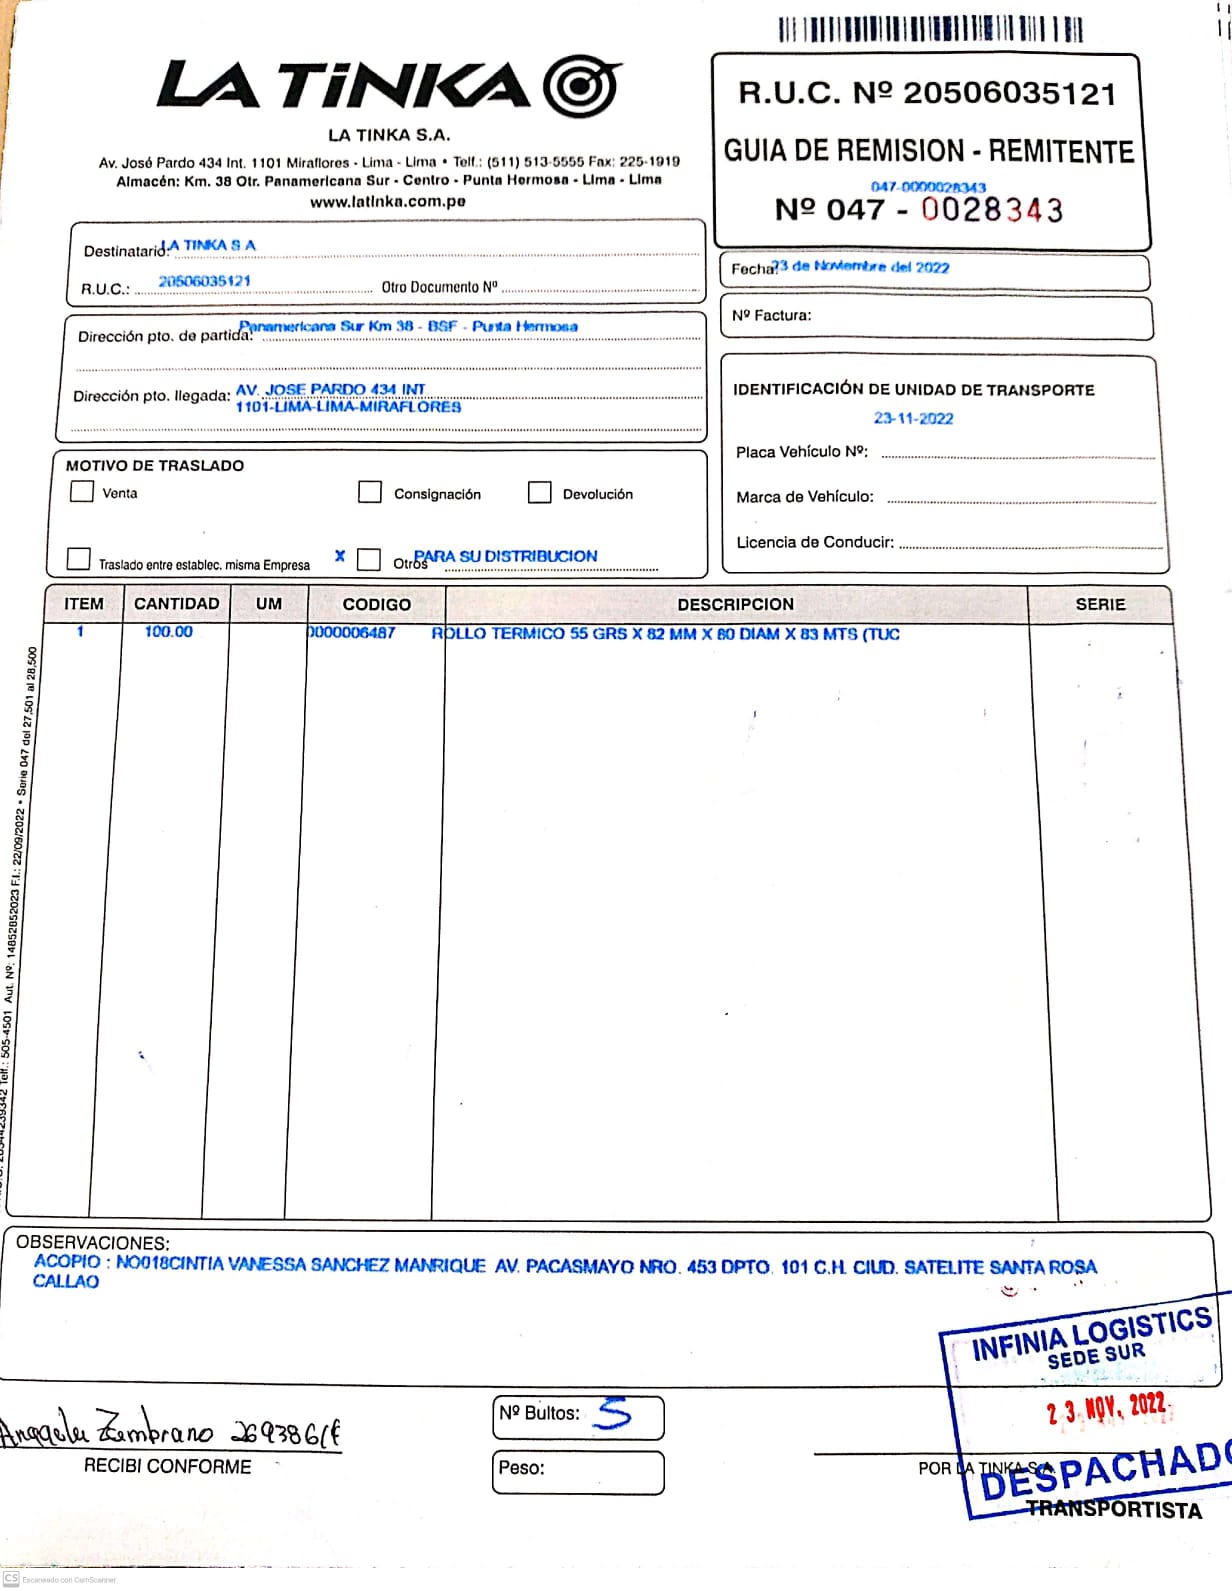 LA TiNKA
LA TINKA S.A.
Av. José Pardo 434 Int. 1101 Miraflores - Lima - Lima • Telf.: (511) 513-5555 Fax: 225-1919
Almacén: Km. 38 Otr. Panamericana Sur - Centro - Punta Hermosa - Lima - Lima
www.latinka.com.pe
R.U.C. Nº 20506035121
GUIA DE REMISION - REMITENTE
047-0000028343
Nº 047 - 0028343
Destinatario: LA TINKA S A
R.U.C.: 20506035121 Otro Documento Nº
Fecha: 23 de Noviembre del 2022
Nº Factura:
Dirección pto. de partida: Panamericana Sur Km 38 - BSF - Punta Hermosa
Dirección pto. llegada: AV. JOSE PARDO 434 INT
1101-LIMA-LIMA-MIRAFLORES
IDENTIFICACIÓN DE UNIDAD DE TRANSPORTE
23-11-2022
Placa Vehículo Nº:
Marca de Vehículo:
Licencia de Conducir:
MOTIVO DE TRASLADO
Venta Consignación Devolución
Traslado entre establec. misma Empresa X Otros PARA SU DISTRIBUCION
ITEM CANTIDAD UM CODIGO DESCRIPCION SERIE
1 100.00 0000006487 ROLLO TERMICO 55 GRS X 82 MM X 80 DIAM X 83 MTS (TUC
Telf.: 505-4501 Aut. Nº: 14852852023 F.I.: 22/09/2022 • Serie 047 del 27,501 al 28,500
OBSERVACIONES:
ACOPIO : NO018CINTIA VANESSA SANCHEZ MANRIQUE AV. PACASMAYO NRO. 453 DPTO. 101 C.H. CIUD. SATELITE SANTA ROSA
CALLAO
INFINIA LOGISTICS
SEDE SUR
23 NOV. 2022
DESPACHADO
Zambrano
RECIBI CONFORME
Nº Bultos: 5
Peso:
POR LA TINKA S.A.
TRANSPORTISTA
CS Escaneado con CamScanner